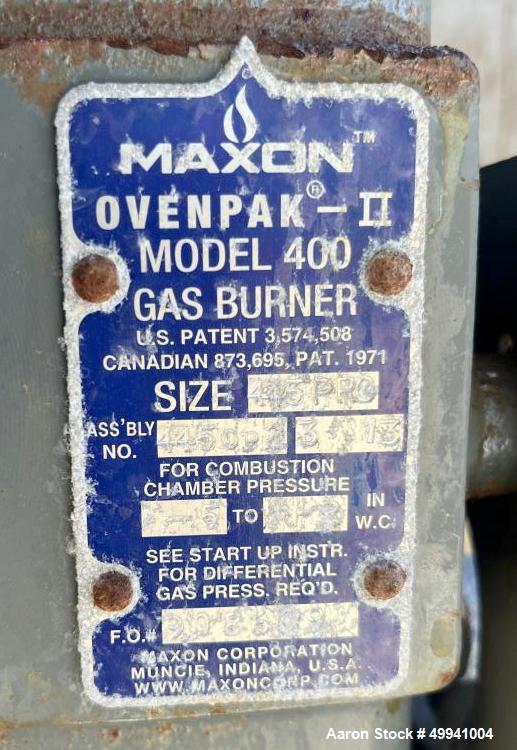 MAXON™
OVENPAK®-II
MODEL 400
GAS BURNER
U.S. PATENT 3,574,508
CANADIAN 873,695, PAT. 1971
SIZE 445PRO
ASS'BLY
NO.
FOR COMBUSTION
CHAMBER PRESSURE
TO IN
W.C.
SEE START UP INSTR.
FOR DIFFERENTIAL
GAS PRESS. REQ'D.
F.O.#
MAXON CORPORATION
MUNCIE, INDIANA, U.S.A.
WWW.MAXONCORP.COM
Aaron Stock # 49941004